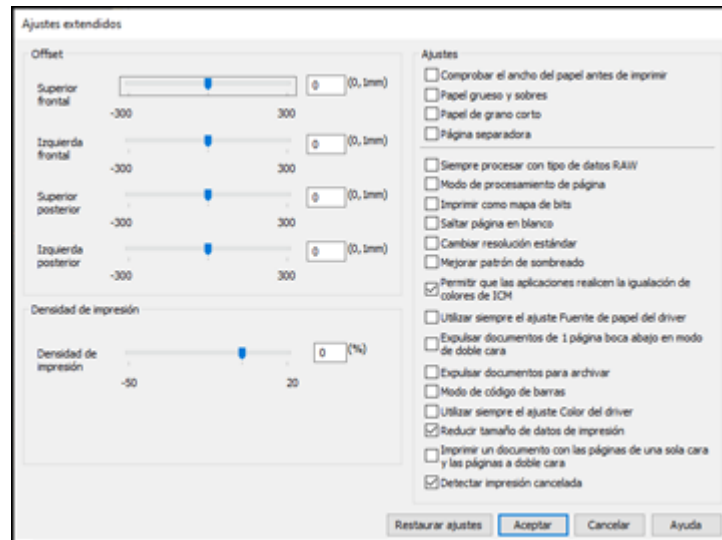 Ajustes extendidos
Offset
Superior
frontal
0
(0,1mm)
-300
300
Izquierda
frontal
0
(0,1mm)
-300
300
Superior
posterior
0
(0,1mm)
-300
300
Izquierda
posterior
0
(0,1mm)
-300
300
Densidad de impresión
Densidad de
impresión
0
(%)
-50
20
Ajustes
Comprobar el ancho del papel antes de imprimir
Papel grueso y sobres
Papel de grano corto
Página separadora
Siempre procesar con tipo de datos RAW
Modo de procesamiento de página
Imprimir como mapa de bits
Saltar página en blanco
Cambiar resolución estándar
Mejorar patrón de sombreado
Permitir que las aplicaciones realicen la igualación de
colores de ICM
Utilizar siempre el ajuste Fuente de papel del driver
Expulsar documentos de 1 página boca abajo en modo
de doble cara
Expulsar documentos para archivar
Modo de código de barras
Utilizar siempre el ajuste Color del driver
Reducir tamaño de datos de impresión
Imprimir un documento con las páginas de una sola cara
y las páginas a doble cara
Detectar impresión cancelada
Restaurar ajustes
Aceptar
Cancelar
Ayuda